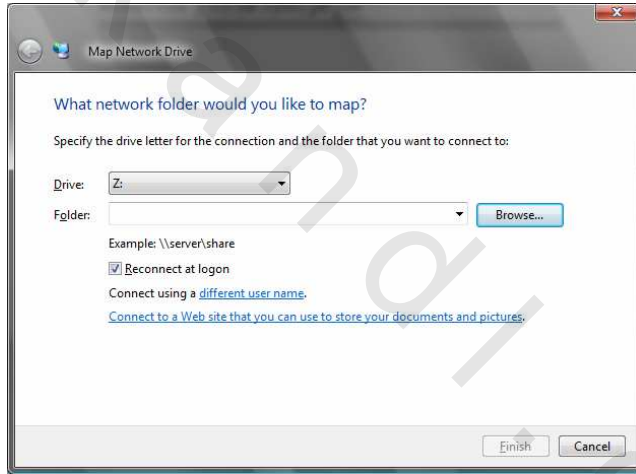 Map Network Drive
What network folder would you like to map?
Specify the drive letter for the connection and the folder that you want to connect to:
Drive: Z:
Folder: Browse...
Example: \\server\share
Reconnect at logon
Connect using a different user name.
Connect to a Web site that you can use to store your documents and pictures.
Finish Cancel